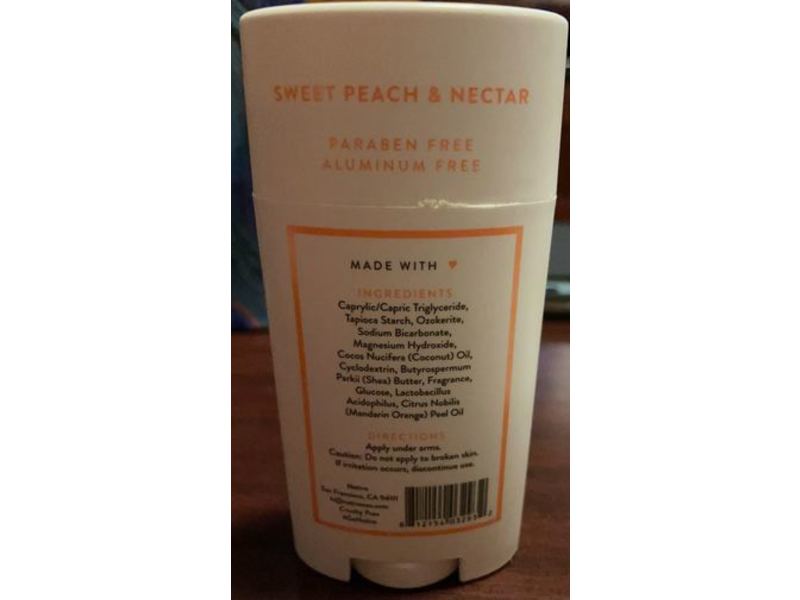 SWEET PEACH & NECTAR
PARABEN FREE
ALUMINUM FREE
MADE WITH
INGREDIENTS
Caprylic/Capric Triglyceride,
Tapioca Starch, Ozokerite,
Sodium Bicarbonate,
Magnesium Hydroxide,
Cocos Nucifera (Coconut) Oil,
Cyclodextrin, Butyrospermum
Parkii (Shea) Butter, Fragrance,
Glucose, Lactobacillus
Acidophilus, Citrus Nobilis
(Mandarin Orange) Peel Oil
DIRECTIONS
Apply under arms.
Caution: Do not apply to broken skin.
If irritation occurs, discontinue use.
Native
San Francisco, CA 94111
Cruelty Free